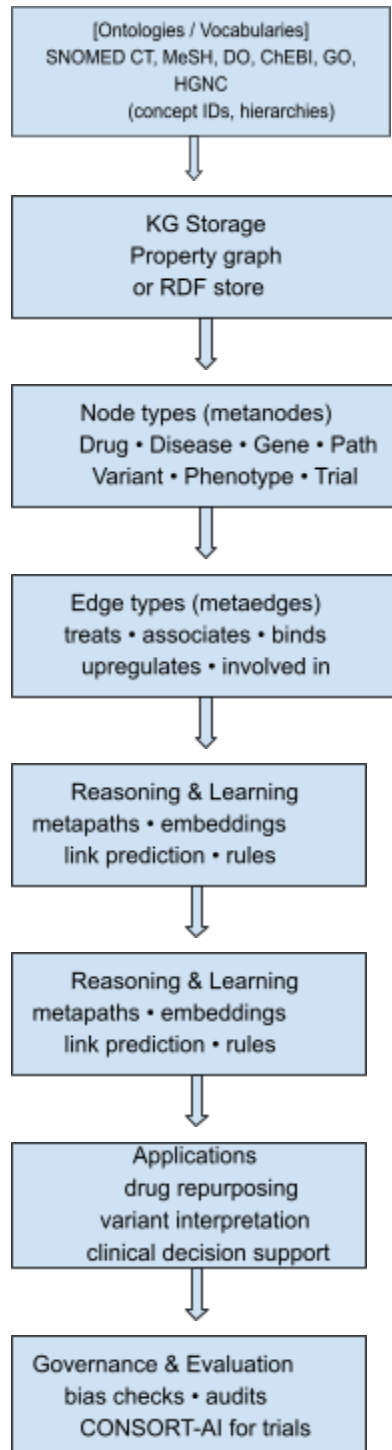 [Ontologies / Vocabularies]
SNOMED CT, MeSH, DO, ChEBI, GO,
HGNC
(concept IDs, hierarchies)
KG Storage
Property graph
or RDF store
Node types (metanodes)
Drug • Disease • Gene • Path
Variant • Phenotype • Trial
Edge types (metaedges)
treats • associates • binds
upregulates • involved in
Reasoning & Learning
metapaths • embeddings
link prediction • rules
Reasoning & Learning
metapaths • embeddings
link prediction • rules
Applications
drug repurposing
variant interpretation
clinical decision support
Governance & Evaluation
bias checks • audits
CONSORT-AI for trials